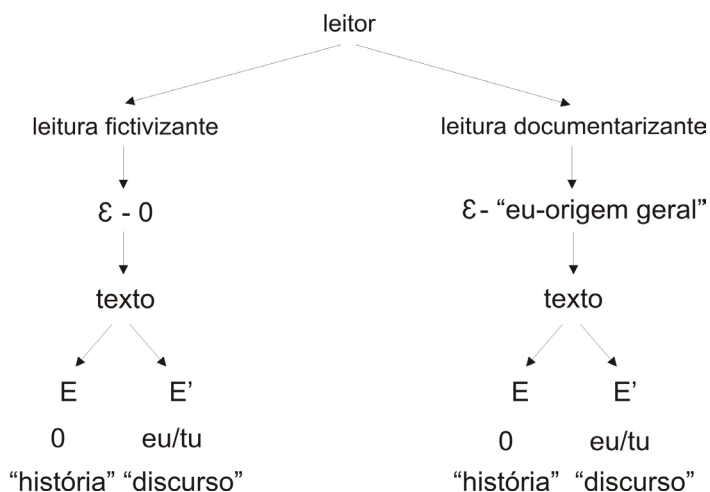 leitor
leitura fictivizante leitura documentarizante
Ɛ - 0 Ɛ- “eu-origem geral”
texto texto
E E’ E E’
0 eu/tu 0 eu/tu
“história” “discurso” “história” “discurso”